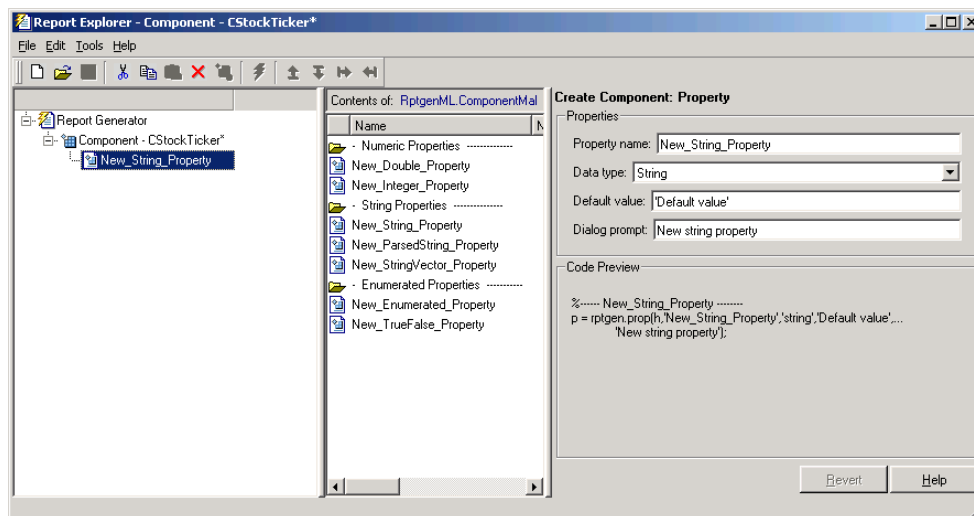 Report Explorer - Component - CStockTicker*
File Edit Tools Help
Report Generator
Component - CStockTicker*
New_String_Property
Contents of: RptgenML.ComponentMal
Name N
- Numeric Properties -------------
New_Double_Property
New_Integer_Property
- String Properties --------------
New_String_Property
New_ParsedString_Property
New_StringVector_Property
- Enumerated Properties ----------
New_Enumerated_Property
New_TrueFalse_Property
Create Component: Property
Properties
Property name: New_String_Property
Data type: String
Default value: 'Default value'
Dialog prompt: New string property
Code Preview
%------ New_String_Property --------
p = rptgen.prop(h,'New_String_Property','string','Default value',...
'New string property');
Revert Help